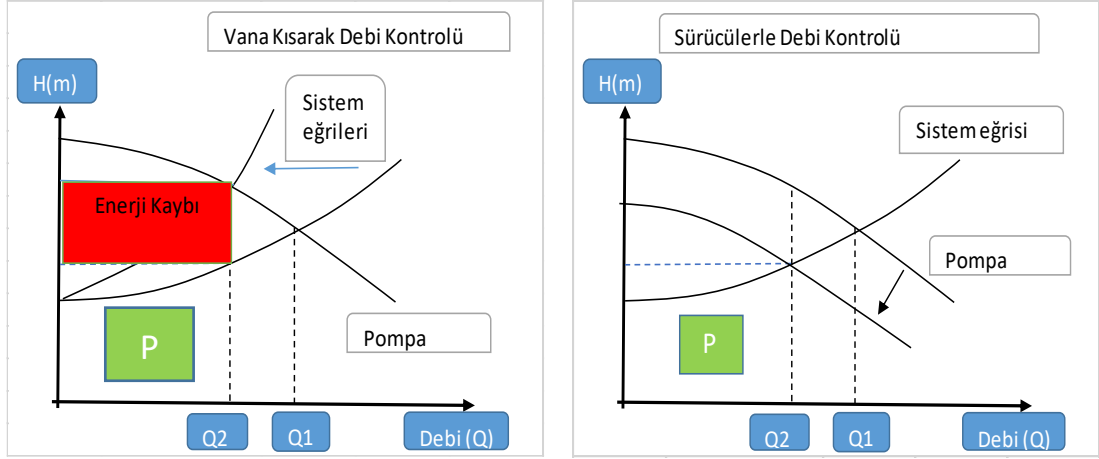 Vana Kısarak Debi Kontrolü
H(m)
Sistem
eğrileri
Enerji Kaybı
P
Pompa
Q2
Q1
Debi (Q)
Sürücülerle Debi Kontrolü
H(m)
Sistem eğrisi
Pompa
P
Q2
Q1
Debi (Q)